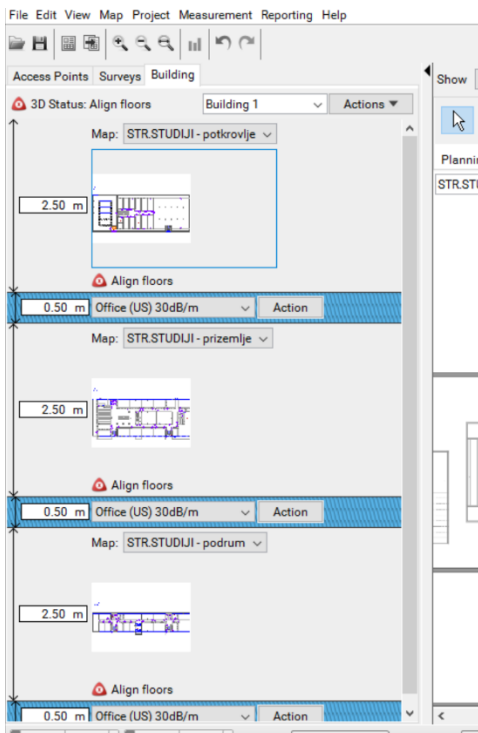 File Edit View Map Project Measurement Reporting Help
Access Points Surveys Building
Show
3D Status: Align floors Building 1 Actions
Map: STR.STUDIJI - potkrovlje
2.50 m
Align floors
0.50 m Office (US) 30dB/m Action
Map: STR.STUDIJI - prizemlje
2.50 m
Align floors
0.50 m Office (US) 30dB/m Action
Map: STR.STUDIJI - podrum
2.50 m
Align floors
0.50 m Office (US) 30dB/m Action